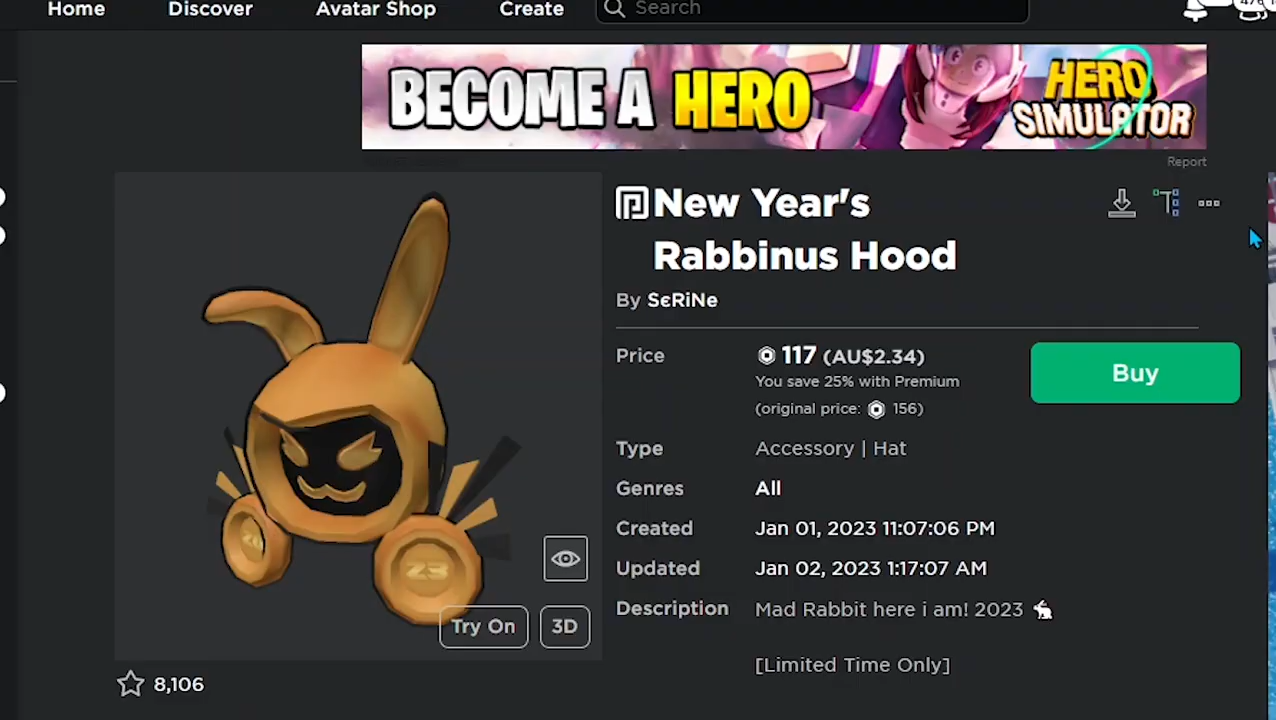 Home Discover Avatar Shop Create Search
BECOME A HERO HERO SIMULATOR
Report
New Year's
Rabbinus Hood
By SєRiNe
Price 117 (AU$2.34) Buy
You save 25% with Premium
(original price: 156)
Type Accessory | Hat
Genres All
Created Jan 01, 2023 11:07:06 PM
Updated Jan 02, 2023 1:17:07 AM
Description Mad Rabbit here i am! 2023
[Limited Time Only]
23
Try On 3D
8,106